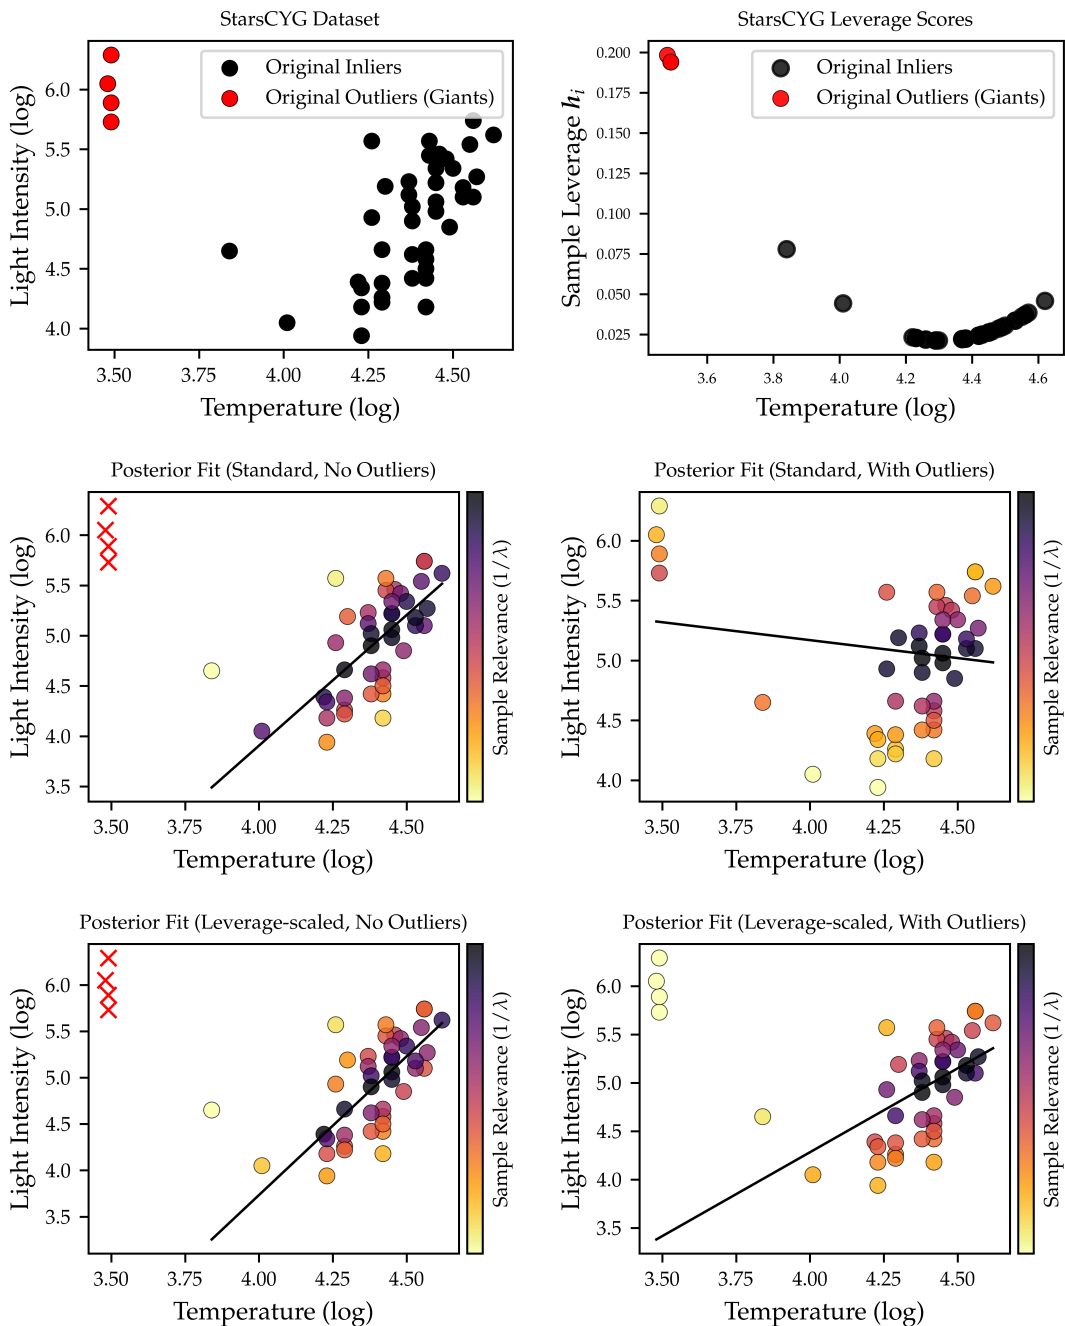 StarsCYG Dataset
Light Intensity (log)
6.0
5.5
5.0
4.5
4.0
Original Inliers
Original Outliers (Giants)
3.50 3.75 4.00 4.25 4.50
Temperature (log)
StarsCYG Leverage Scores
Sample Leverage h_i
0.200
0.175
0.150
0.125
0.100
0.075
0.050
0.025
Original Inliers
Original Outliers (Giants)
3.6 3.8 4.0 4.2 4.4 4.6
Temperature (log)
Posterior Fit (Standard, No Outliers)
Light Intensity (log)
6.0
5.5
5.0
4.5
4.0
3.5
3.50 3.75 4.00 4.25 4.50
Temperature (log)
Sample Relevance (1/λ)
Posterior Fit (Standard, With Outliers)
Light Intensity (log)
6.0
5.5
5.0
4.5
4.0
3.50 3.75 4.00 4.25 4.50
Temperature (log)
Sample Relevance (1/λ)
Posterior Fit (Leverage-scaled, No Outliers)
Light Intensity (log)
6.0
5.5
5.0
4.5
4.0
3.5
3.50 3.75 4.00 4.25 4.50
Temperature (log)
Sample Relevance (1/λ)
Posterior Fit (Leverage-scaled, With Outliers)
Light Intensity (log)
6.0
5.5
5.0
4.5
4.0
3.5
3.50 3.75 4.00 4.25 4.50
Temperature (log)
Sample Relevance (1/λ)